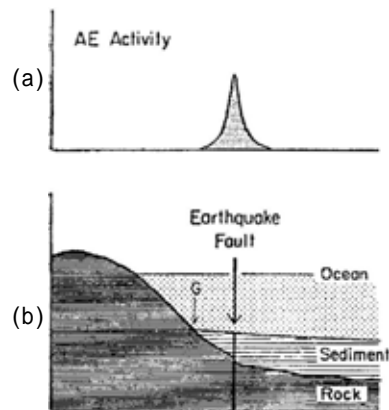 AE Activity
(a)
Earthquake
Fault
Ocean
G
(b)
Sediment
Rock